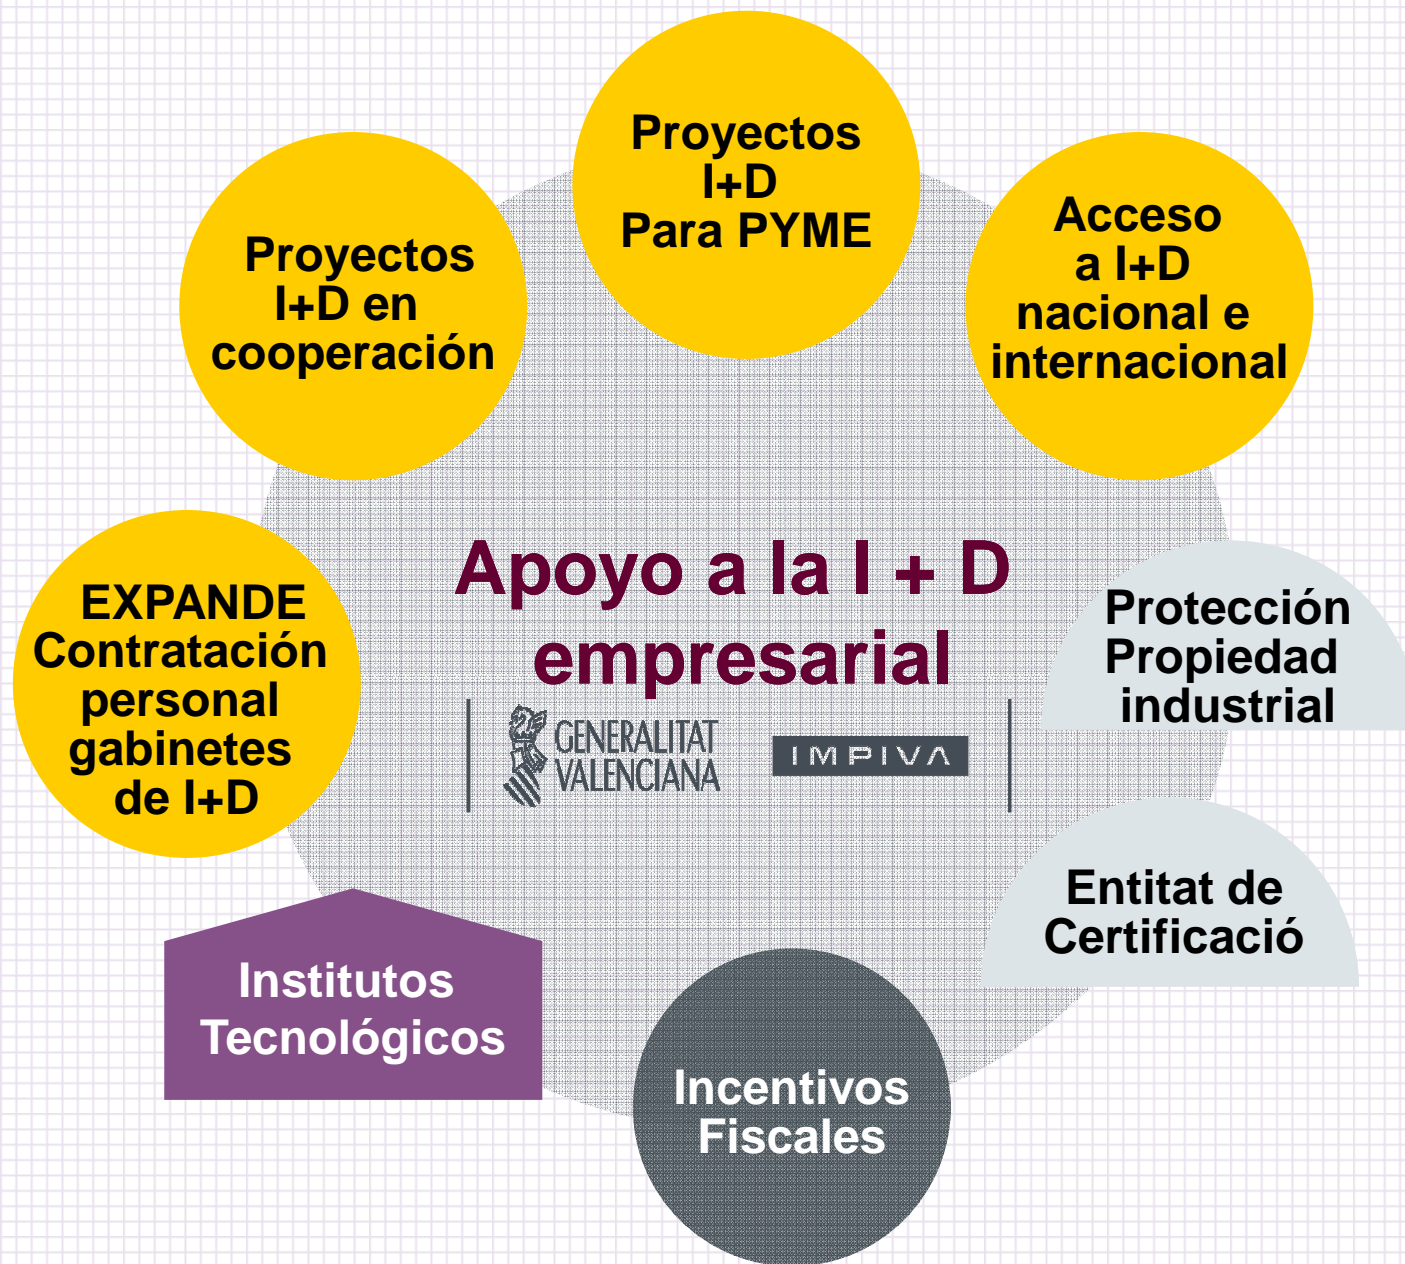 Proyectos
I+D
Para PYME
Proyectos
I+D en
cooperación
Acceso
a I+D
nacional e
internacional
Apoyo a la I + D
empresarial
GENERALITAT
VALENCIANA
IMPIVA
EXPANDE
Contratación
personal
gabinetes
de I+D
Protección
Propiedad
industrial
Entitat de
Certificació
Institutos
Tecnológicos
Incentivos
Fiscales